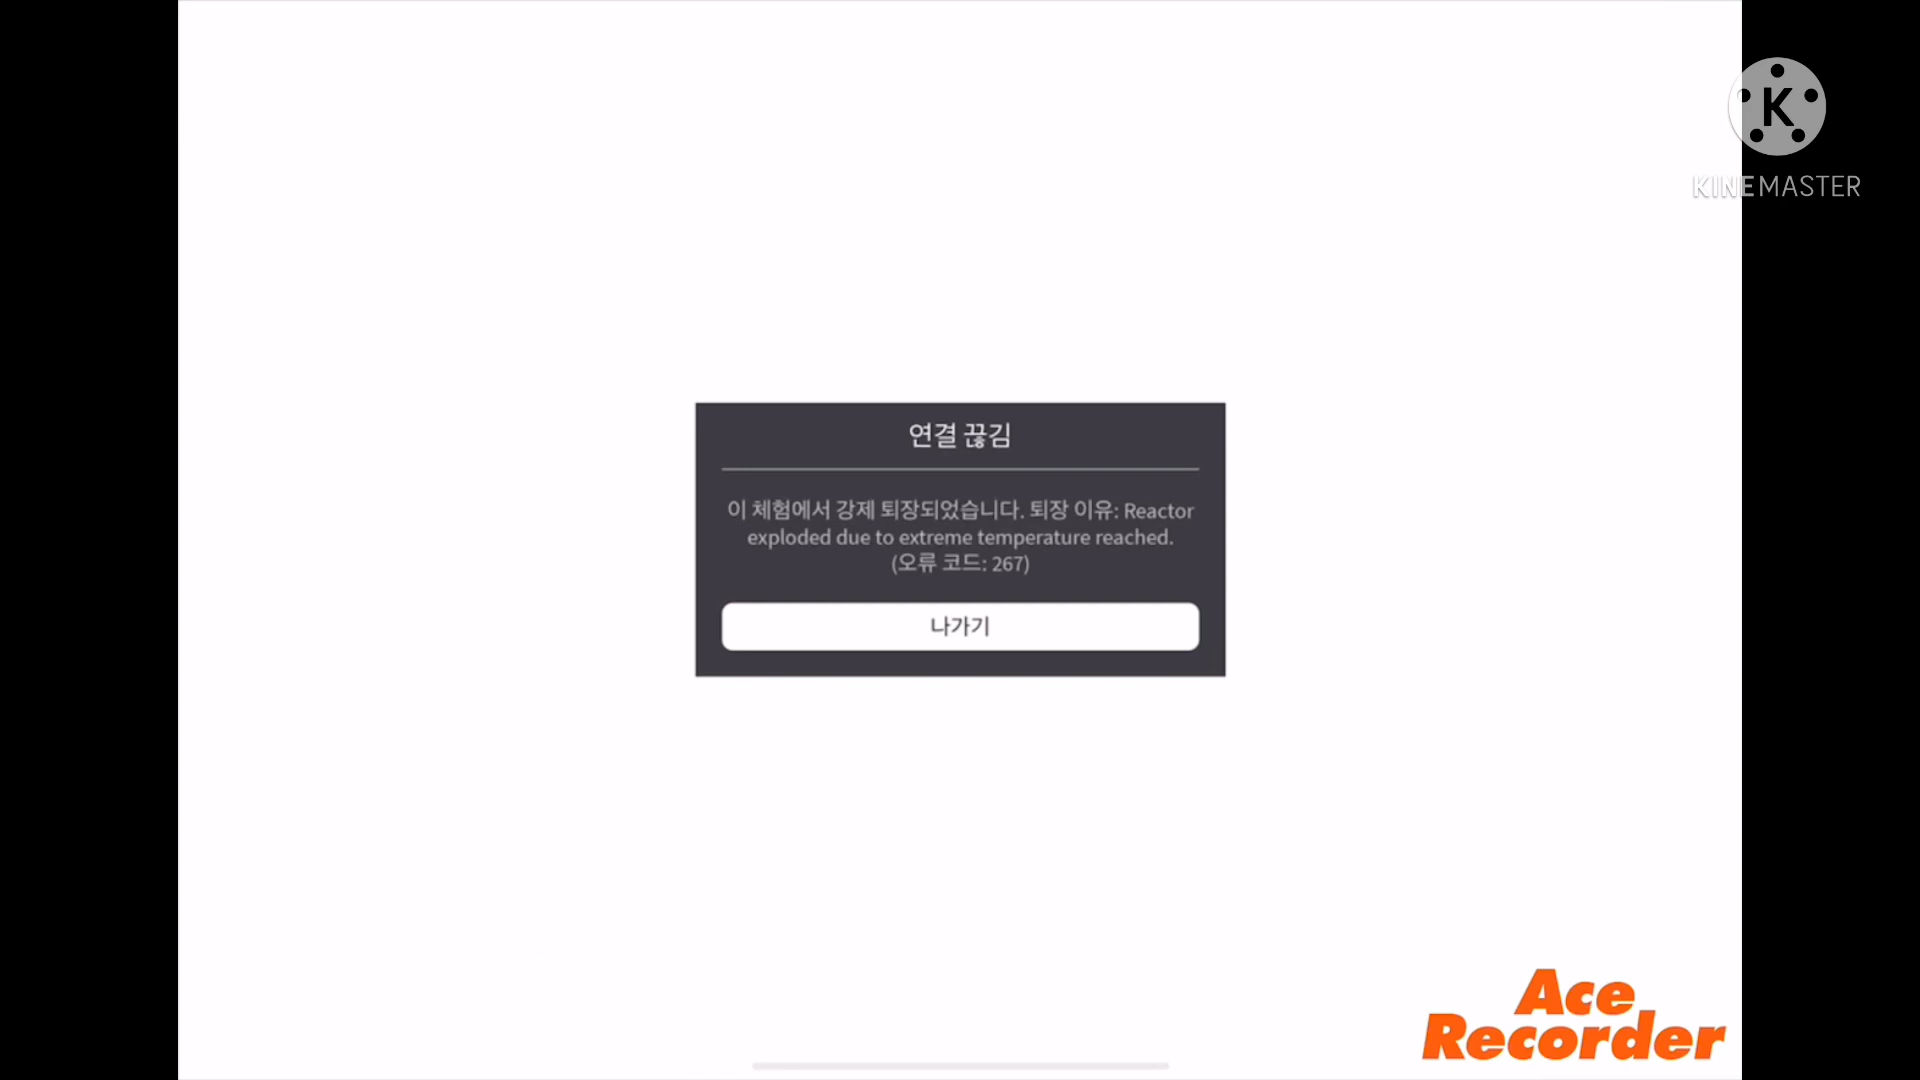 K
KINEMASTER
연결 끊김
이 체험에서 강제 퇴장되었습니다. 퇴장 이유: Reactor
exploded due to extreme temperature reached.
(오류 코드: 267)
나가기
Ace
Recorder